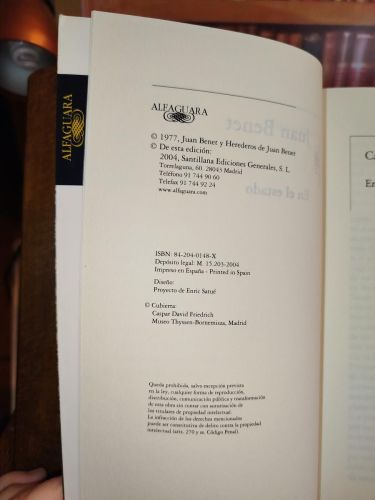 ALFAGUARA
ALFAGUARA
© 1977, Juan Benet y Herederos de Juan Benet
© De esta edición:
2004, Santillana Ediciones Generales, S. L.
Torrelaguna, 60. 28043 Madrid
Teléfono 91 744 90 60
Telefax 91 744 92 24
www.alfaguara.com
Juan Benet
En el estado
ISBN: 84-204-0148-X
Depósito legal: M. 15.203-2004
Impreso en España - Printed in Spain
Diseño:
Proyecto de Enric Satué
© Cubierta:
Caspar David Friedrich
Museo Thyssen-Bornemisza, Madrid
Queda prohibida, salvo excepción prevista
en la ley, cualquier forma de reproducción,
distribución, comunicación pública y transformación
de esta obra sin contar con autorización de
los titulares de propiedad intelectual.
La infracción de los derechos mencionados
puede ser constitutiva de delito contra la propiedad
intelectual (arts. 270 y ss. Código Penal).